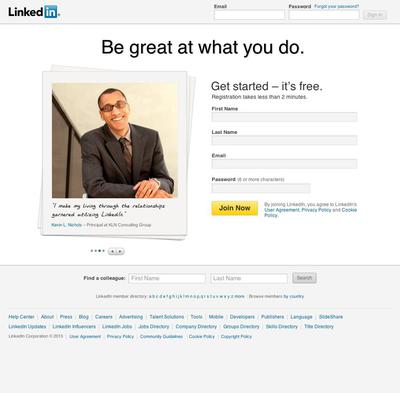 LinkedIn
Email
Password Forgot your password?
Sign In
Be great at what you do.
Get started – it's free.
Registration takes less than 2 minutes.
First Name
Last Name
Email
Password (6 or more characters)
Join Now
By joining LinkedIn, you agree to LinkedIn's
User Agreement, Privacy Policy and Cookie
Policy.
"I make my living through the relationships
garnered utilizing LinkedIn."
Kevin L. Nichols – Principal at KLN Consulting Group
Find a colleague: First Name Last Name Search
LinkedIn member directory: a b c d e f g h i j k l m n o p q r s t u v w x y z more | Browse members by country
Help Center | About | Press | Blog | Careers | Advertising | Talent Solutions | Tools | Mobile | Developers | Publishers | Language | SlideShare
LinkedIn Updates | LinkedIn Influencers | LinkedIn Jobs | Jobs Directory | Company Directory | Groups Directory | Skills Directory | Title Directory
LinkedIn Corporation © 2013 | User Agreement | Privacy Policy | Community Guidelines | Cookie Policy | Copyright Policy